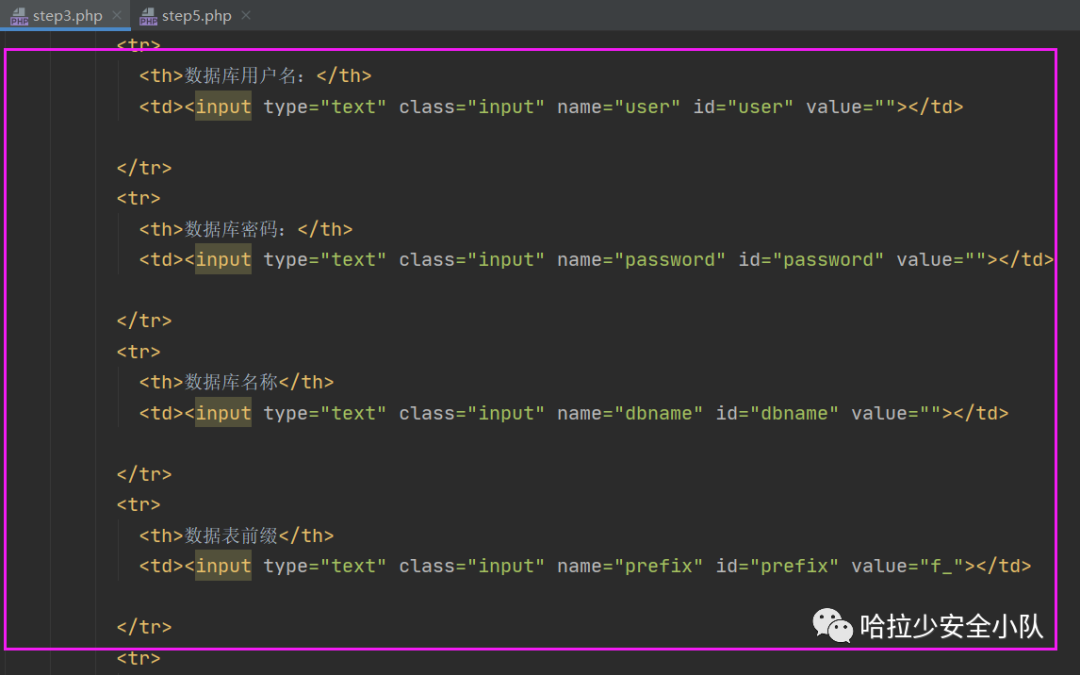 step3.php × step5.php ×
<tr>
<th>数据库用户名：</th>
<td><input type="text" class="input" name="user" id="user" value=""></td>
</tr>
<tr>
<th>数据库密码：</th>
<td><input type="text" class="input" name="password" id="password" value=""></td>
</tr>
<tr>
<th>数据库名称</th>
<td><input type="text" class="input" name="dbname" id="dbname" value=""></td>
</tr>
<tr>
<th>数据表前缀</th>
<td><input type="text" class="input" name="prefix" id="prefix" value="f_"></td>
</tr>
<tr>
哈拉少安全小队